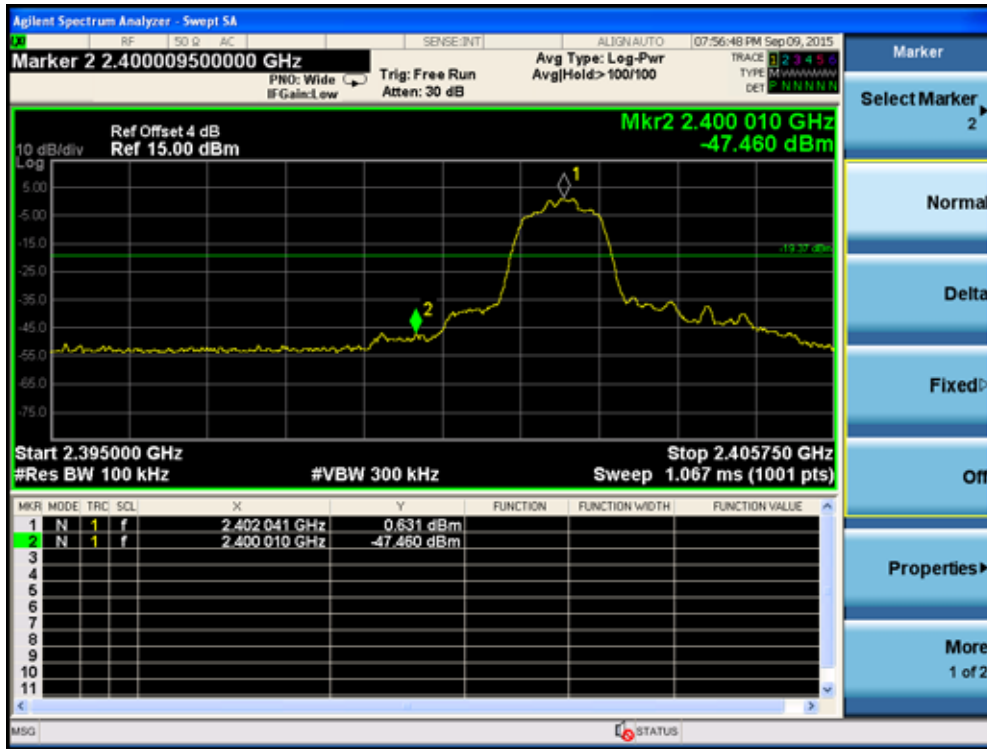 Agilent Spectrum Analyzer - Swept SA
RF 50 Ω AC SENSE:INT ALIGNAUTO 07:56:48 PM Sep 09, 2015
Marker 2 2.400009500000 GHz
PNO: Wide Trig: Free Run Avg Type: Log-Pwr TRACE 1 2 3 4 5 6
IFGain:Low Atten: 30 dB Avg|Hold:> 100/100 TYPE M
DET P N N N N N
Ref Offset 4 dB Mkr2 2.400 010 GHz
10 dB/div Ref 15.00 dBm -47.460 dBm
Log
5.00
-5.00
-15.0
-19.37 dBm
-25.0
-35.0
-45.0
-55.0
-65.0
-75.0
1
2
Start 2.395000 GHz Stop 2.405750 GHz
#Res BW 100 kHz #VBW 300 kHz Sweep 1.067 ms (1001 pts)
MKR MODE TRC SCL X Y FUNCTION FUNCTION WIDTH FUNCTION VALUE
1 N 1 f 2.402 041 GHz 0.631 dBm
2 N 1 f 2.400 010 GHz -47.460 dBm
3
4
5
6
7
8
9
10
11
MSG STATUS
Marker
Select Marker
2
Normal
Delta
Fixed
Off
Properties
More
1 of 2